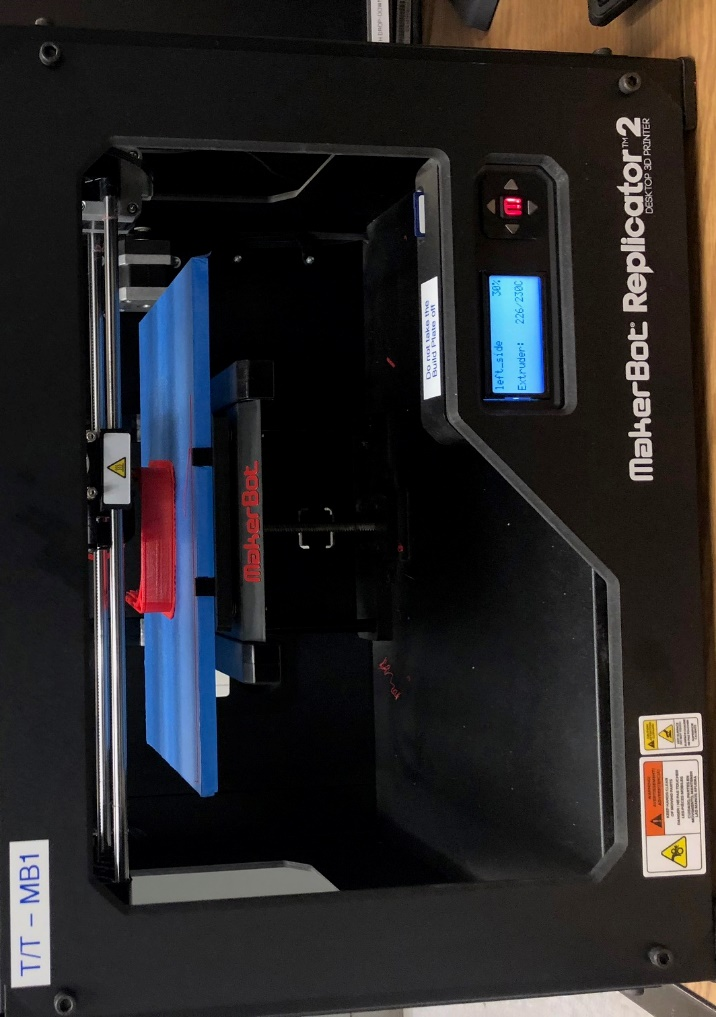 T/T - MB1
MakerBot
Do not take the
Build Plate off
left_side 30%
Extruder: 226/230C
MakerBot® Replicator™2
DESKTOP 3D PRINTER
WARNING